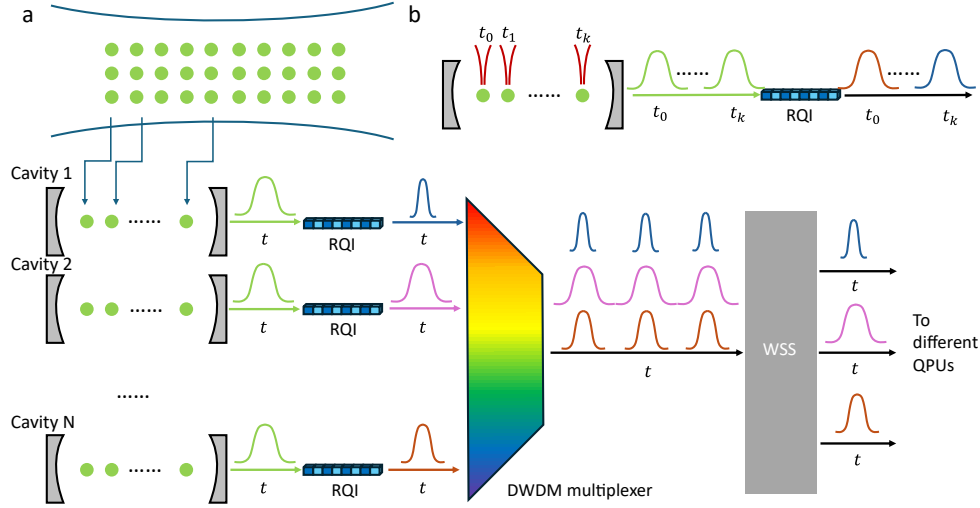 a
b
t₀ t₁ tₖ
......
......
......
t₀ tₖ
RQI
t₀ tₖ
Cavity 1
......
t
RQI
t
Cavity 2
......
t
RQI
t
......
Cavity N
......
t
RQI
t
DWDM multiplexer
t
WSS
t
t
t
To
different
QPUs